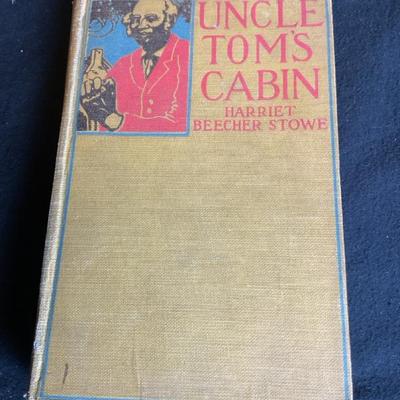 UNCLE
TOM'S
CABIN
HARRIET
BEECHER STOWE